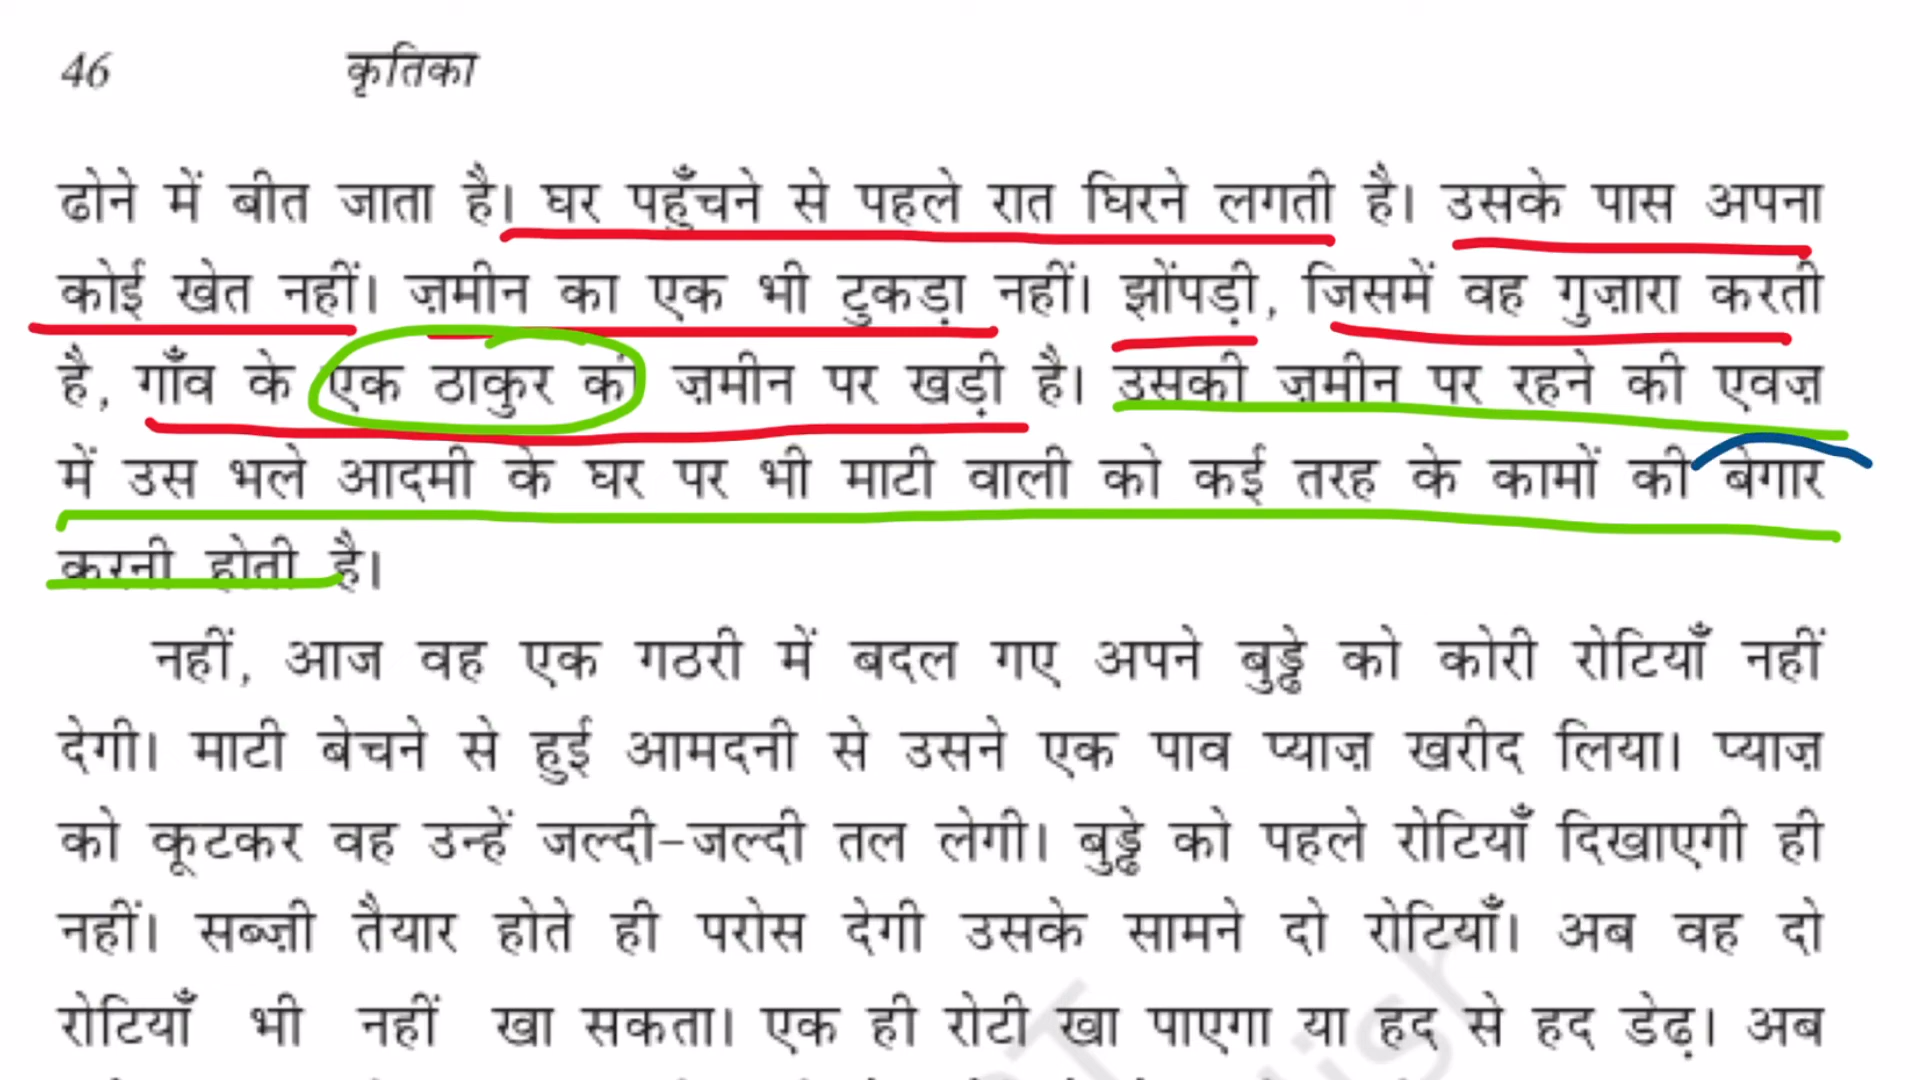 46 कृतिका
ढोने में बीत जाता है। घर पहुँचने से पहले रात घिरने लगती है। उसके पास अपना
कोई खेत नहीं। ज़मीन का एक भी टुकड़ा नहीं। झोंपड़ी, जिसमें वह गुज़ारा करती
है, गाँव के एक ठाकुर की ज़मीन पर खड़ी है। उसकी ज़मीन पर रहने की एवज़
में उस भले आदमी के घर पर भी माटी वाली को कई तरह के कामों की बेगार
करनी होती है।
नहीं, आज वह एक गठरी में बदल गए अपने बुड्ढे को कोरी रोटियाँ नहीं
देगी। माटी बेचने से हुई आमदनी से उसने एक पाव प्याज़ खरीद लिया। प्याज़
को कूटकर वह उन्हें जल्दी-जल्दी तल लेगी। बुड्ढे को पहले रोटियाँ दिखाएगी ही
नहीं। सब्ज़ी तैयार होते ही परोस देगी उसके सामने दो रोटियाँ। अब वह दो
रोटियाँ भी नहीं खा सकता। एक ही रोटी खा पाएगा या हद से हद डेढ़। अब